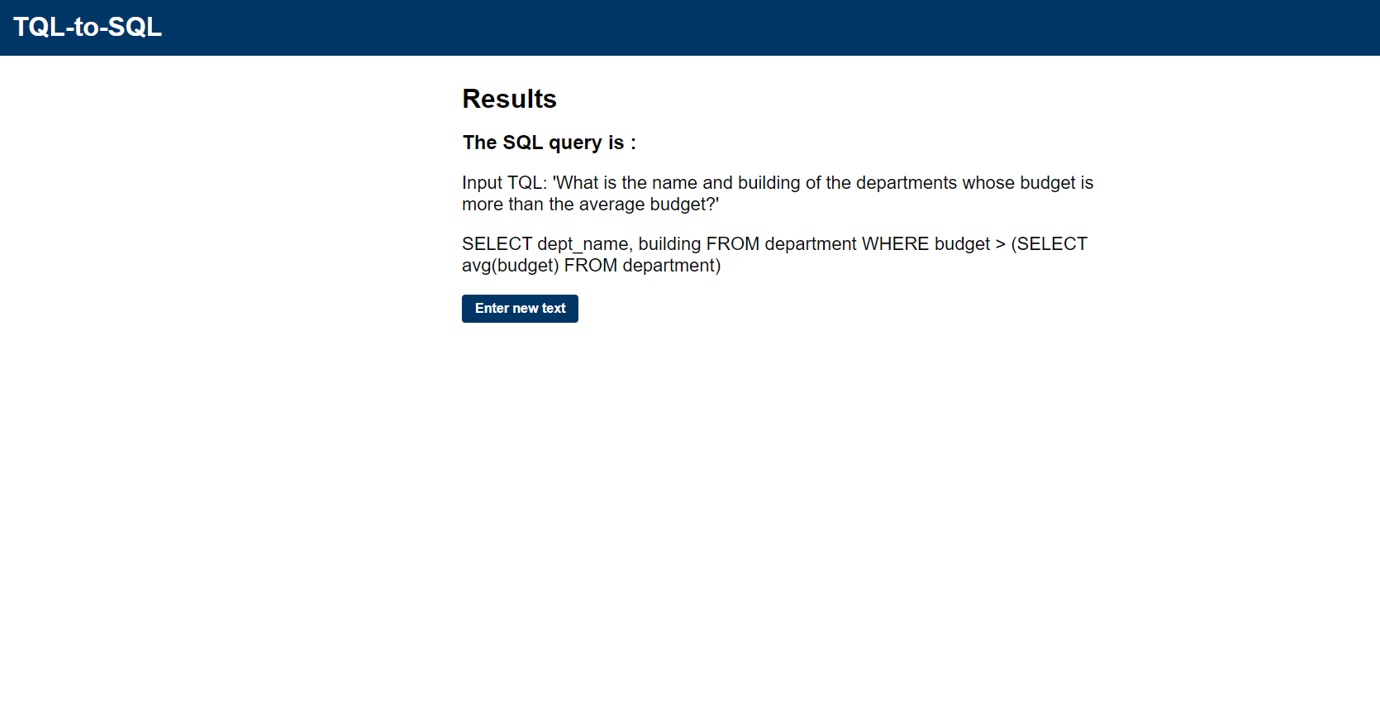 TQL-to-SQL
Results
The SQL query is :
Input TQL: 'What is the name and building of the departments whose budget is
more than the average budget?'
SELECT dept_name, building FROM department WHERE budget > (SELECT
avg(budget) FROM department)
Enter new text